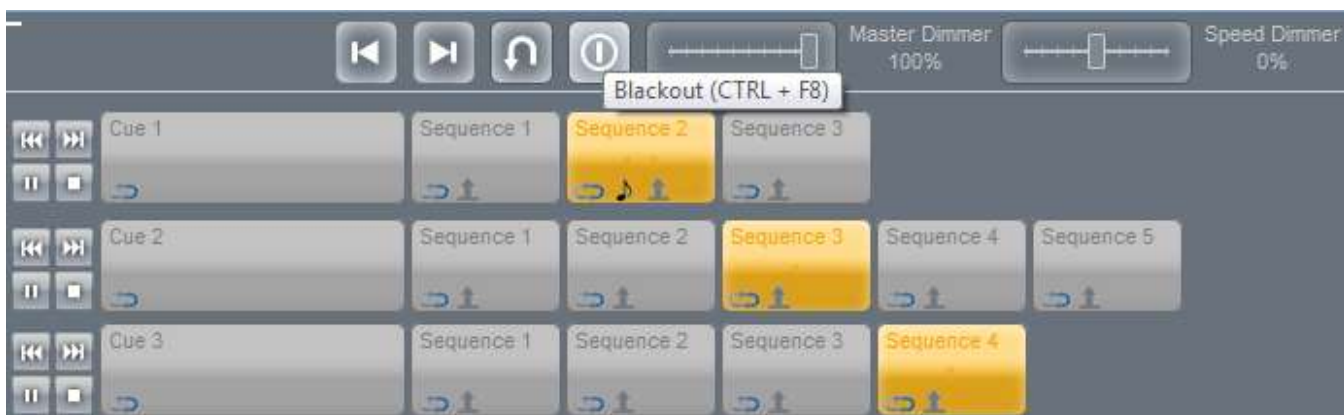 Master Dimmer
100%
Speed Dimmer
0%
Blackout (CTRL + F8)
Cue 1 Sequence 1 Sequence 2 Sequence 3
Cue 2 Sequence 1 Sequence 2 Sequence 3 Sequence 4 Sequence 5
Cue 3 Sequence 1 Sequence 2 Sequence 3 Sequence 4